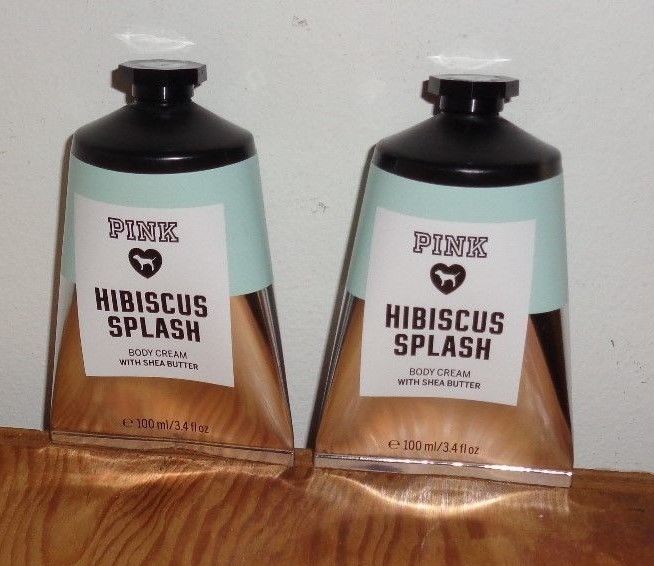 PINK
HIBISCUS
SPLASH
BODY CREAM
WITH SHEA BUTTER
℮ 100 ml/3.4 fl oz
PINK
HIBISCUS
SPLASH
BODY CREAM
WITH SHEA BUTTER
℮ 100 ml/3.4 fl oz